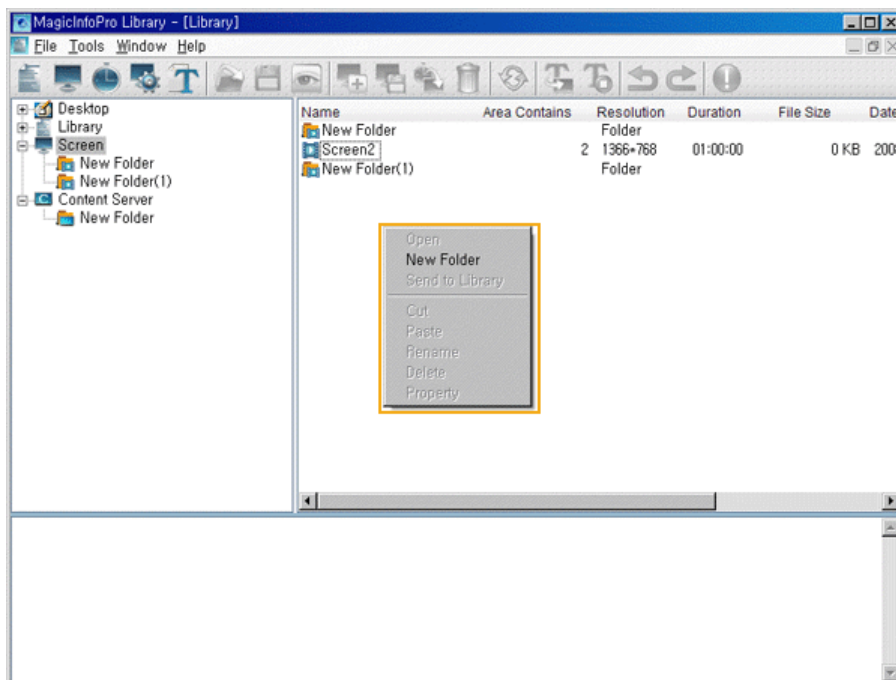 MagicInfoPro Library - [Library]
File Tools Window Help
Desktop
Library
Screen
New Folder
New Folder(1)
Content Server
New Folder
Name Area Contains Resolution Duration File Size Date
New Folder Folder
Screen2 2 1366*768 01:00:00 0 KB 200
New Folder(1) Folder
Open
New Folder
Send to Library
Cut
Paste
Rename
Delete
Property